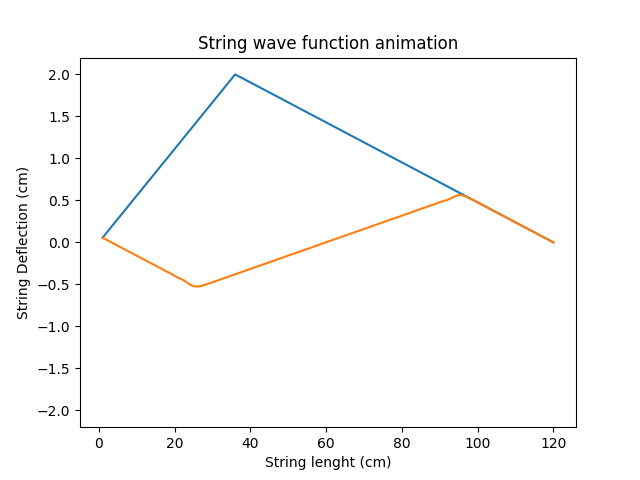 String wave function animation
2.0
1.5
1.0
0.5
0.0
−0.5
−1.0
−1.5
−2.0
String Deflection (cm)
0 20 40 60 80 100 120
String lenght (cm)